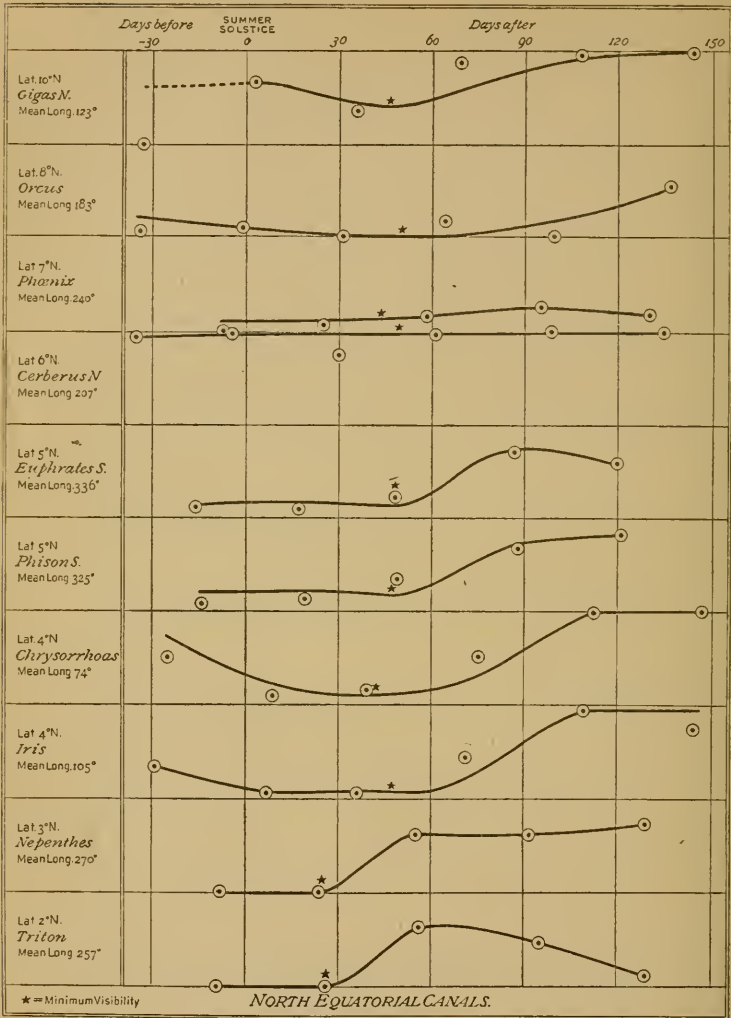 Days before
SUMMER
SOLSTICE
Days after
-30 0 30 60 90 120 150
Lat. 10°N
Gigas N.
Mean Long. 123°
Lat. 8°N.
Orcus
Mean Long 183°
Lat 7°N.
Phœnix
Mean Long. 240°
Lat 6°N.
Cerberus N
Mean Long 207°
Lat 5°N.
Euphrates S.
Mean Long. 336°
Lat 5°N
Phison S.
Mean Long 325°
Lat. 4°N
Chrysorrhoas
Mean Long 74°
Lat 4°N.
Iris
Mean Long. 105°
Lat. 3°N.
Nepenthes
Mean Long. 270°
Lat 2°N.
Triton
Mean Long 257°
★ = Minimum Visibility
NORTH EQUATORIAL CANALS.